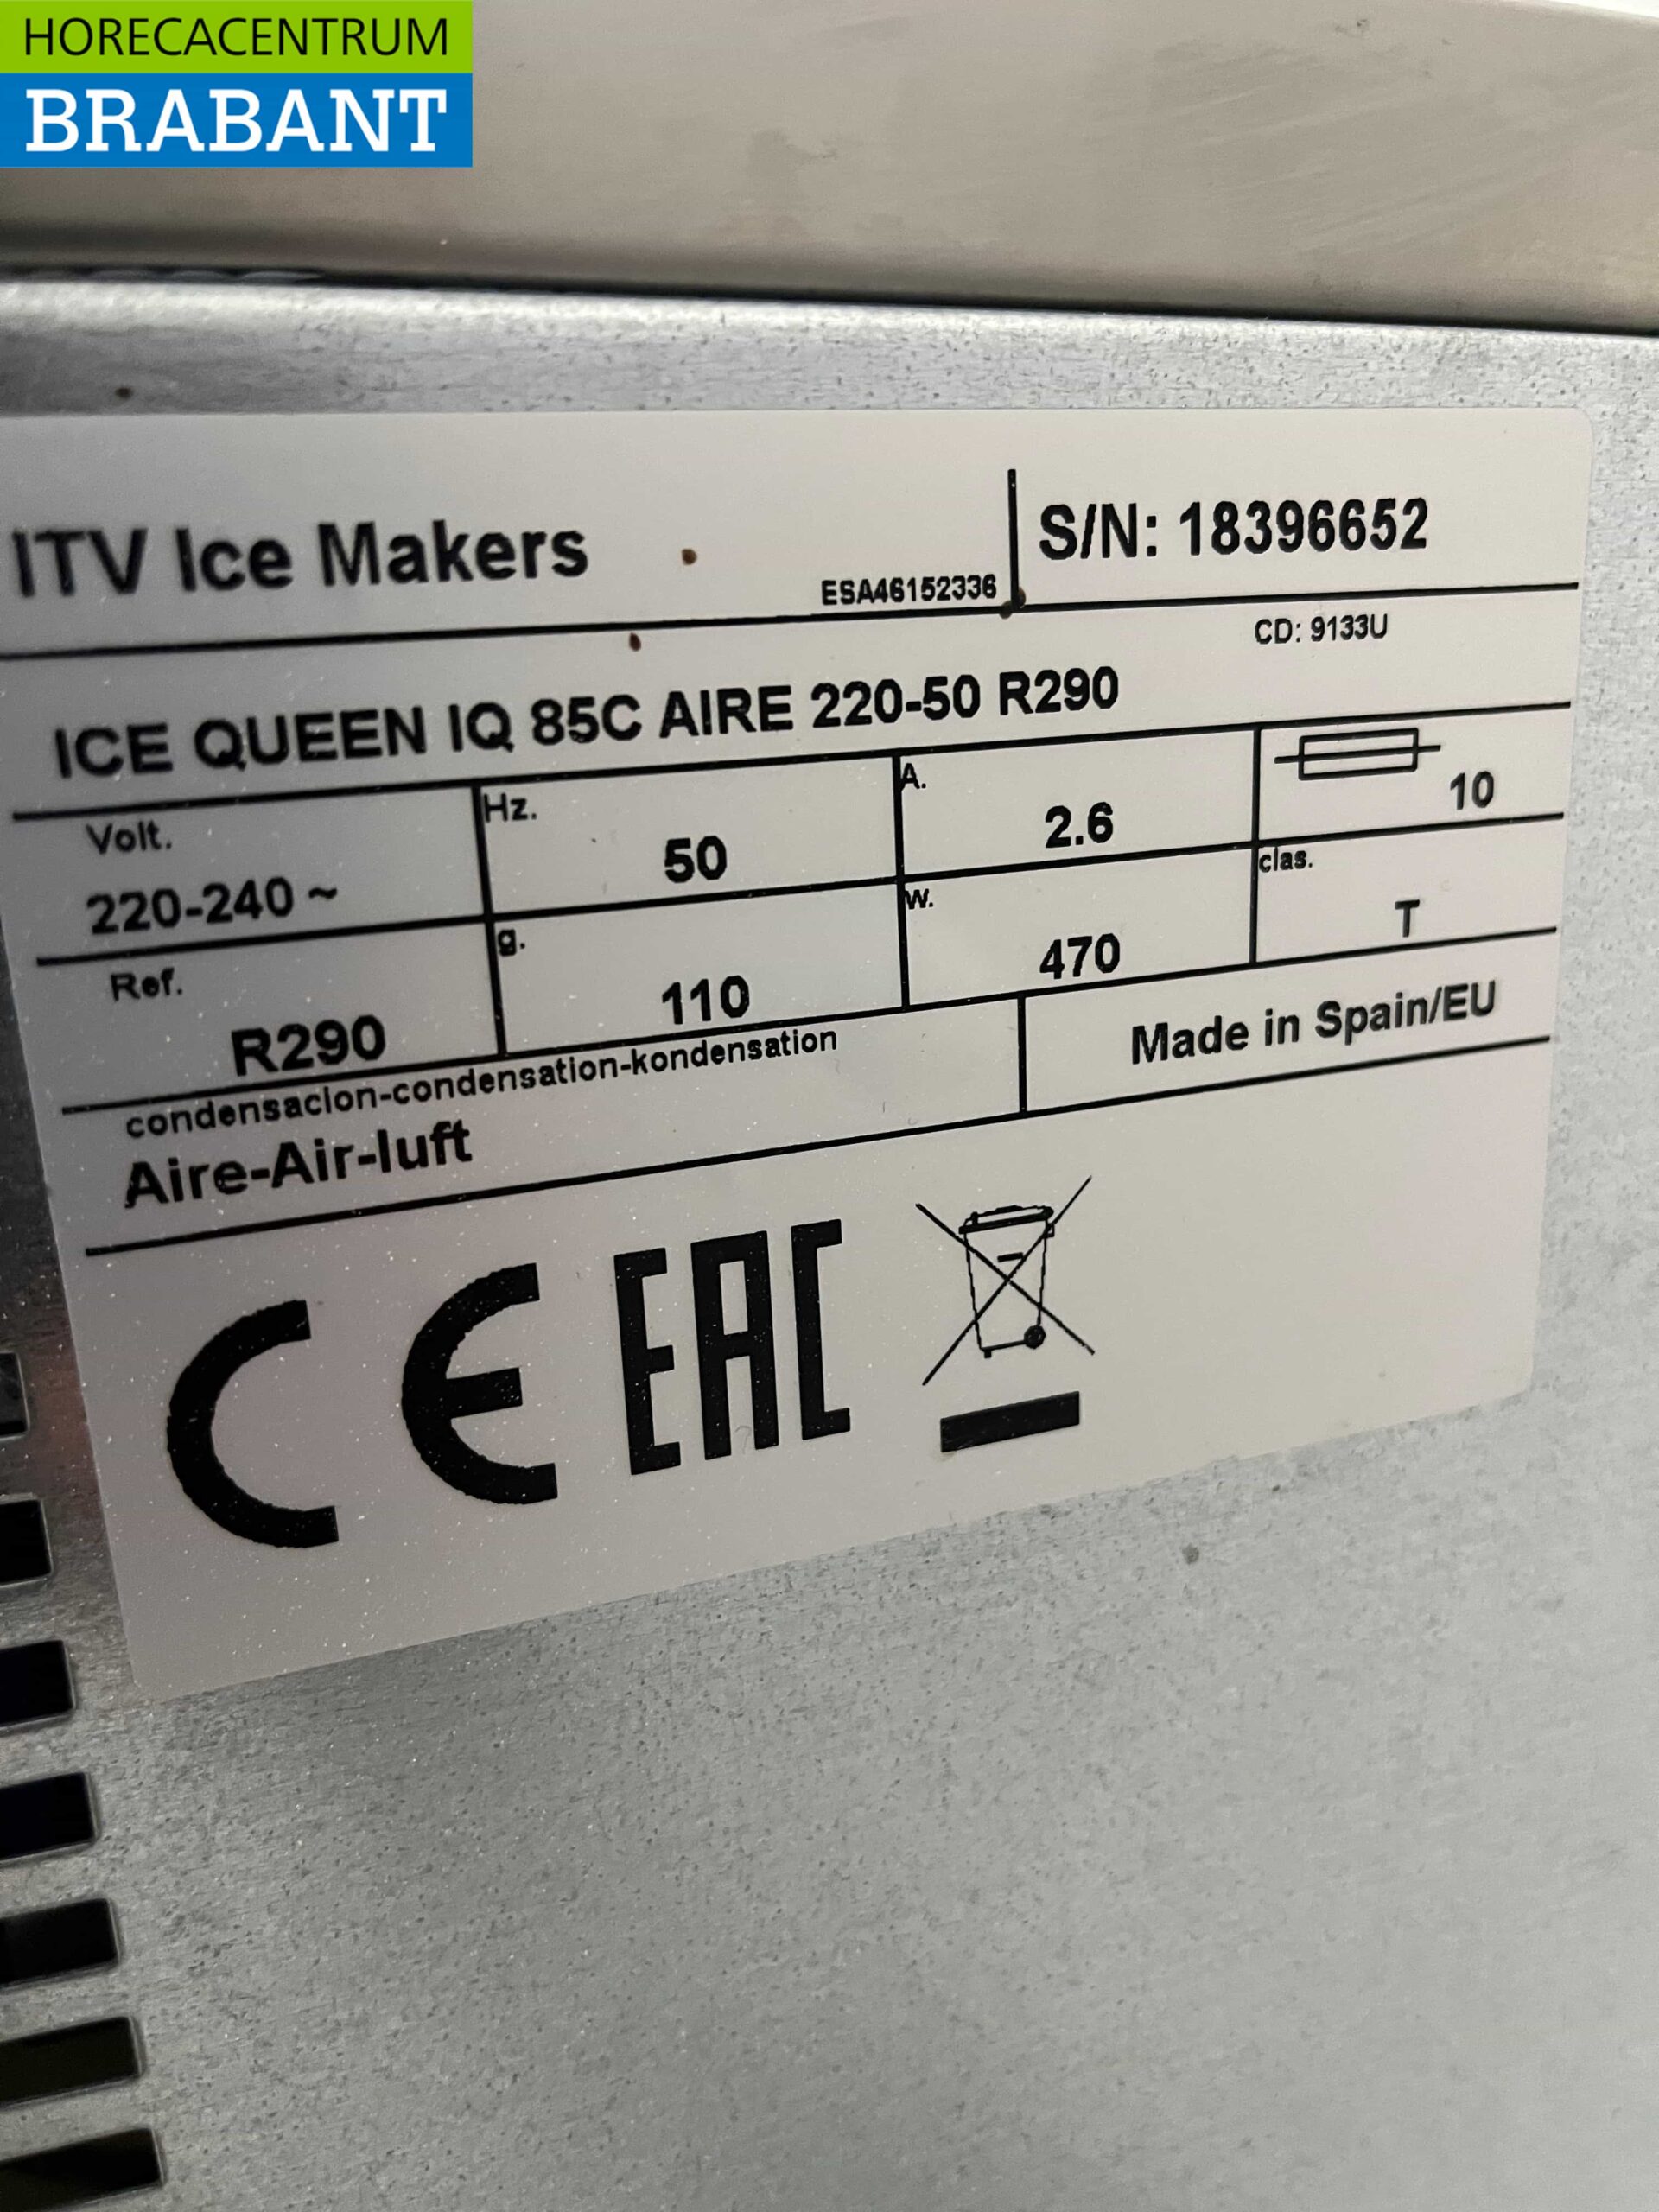 HORECACENTRUM
BRABANT
ITV Ice Makers
ESA46152336
S/N: 18396652
CD: 9133U
ICE QUEEN IQ 85C AIRE 220-50 R290
Volt.
220-240 ~
Hz.
50
A.
2.6
10
Ref.
R290
g.
110
W.
470
clas.
T
condensacion-condensation-kondensation
Aire-Air-luft
Made in Spain/EU
CE EAC